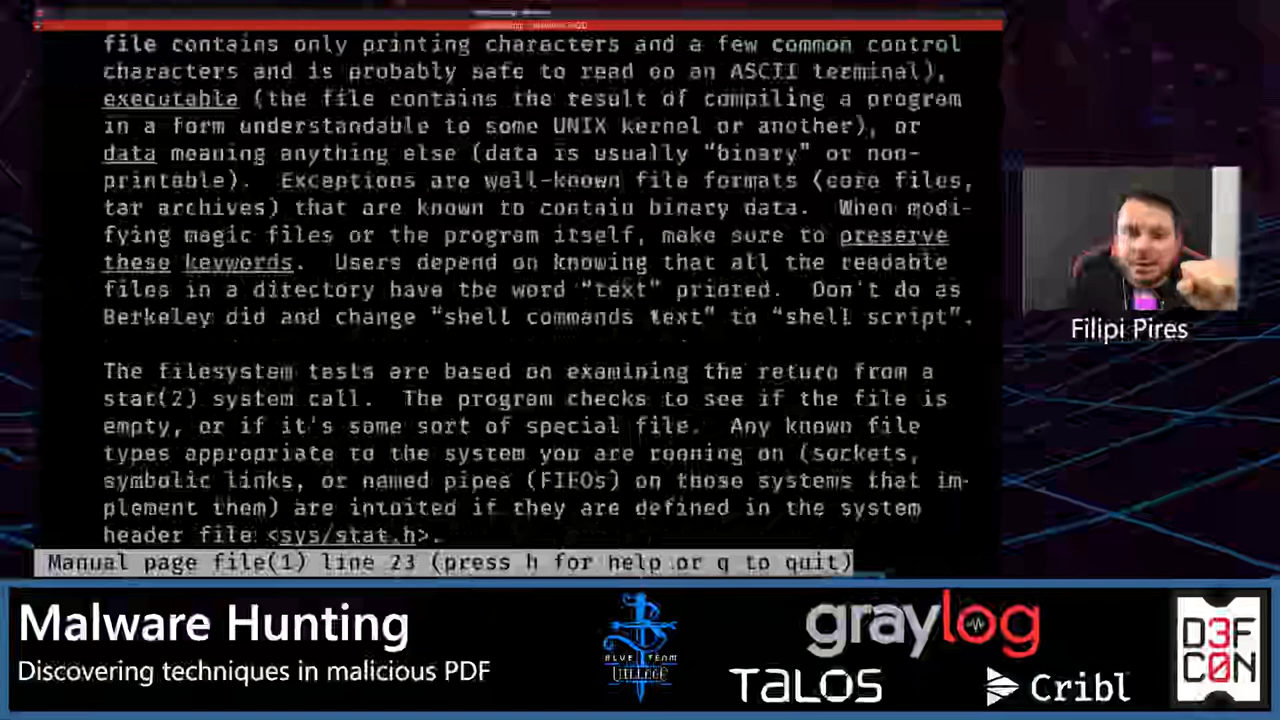 file contains only printing characters and a few common control
characters and is probably safe to read on an ASCII terminal),
executable (the file contains the result of compiling a program
in a form understandable to some UNIX kernel or another), or
data meaning anything else (data is usually “binary” or non-
printable).  Exceptions are well-known file formats (core files,
tar archives) that are known to contain binary data.  When modi-
fying magic files or the program itself, make sure to preserve
these keywords.  Users depend on knowing that all the readable
files in a directory have the word “text” printed.  Don't do as
Berkeley did and change “shell commands text” to “shell script”.
The filesystem tests are based on examining the return from a
stat(2) system call.  The program checks to see if the file is
empty, or if it's some sort of special file.  Any known file
types appropriate to the system you are running on (sockets,
symbolic links, or named pipes (FIFOs) on those systems that im-
plement them) are intuited if they are defined in the system
header file <sys/stat.h>.
Manual page file(1) line 23 (press h for help or q to quit)
Filipi Pires
Malware Hunting
Discovering techniques in malicious PDF
BLUE TEAM
VILLAGE
graylog
TALOS
Cribl
D3F
C0N